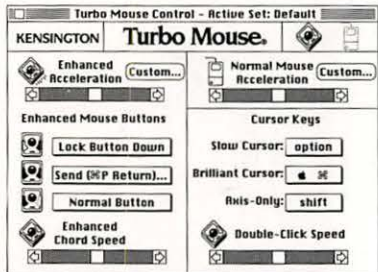 Turbo Mouse Control - Active Set: Default
KENSINGTON Turbo Mouse®
Enhanced Acceleration
Custom...
Normal Mouse Acceleration
Custom...
Enhanced Mouse Buttons
Lock Button Down
Send (⌘P Return)...
Normal Button
Enhanced Chord Speed
Cursor Keys
Slow Cursor: option
Brilliant Cursor:  ⌘
Axis-Only: shift
Double-Click Speed